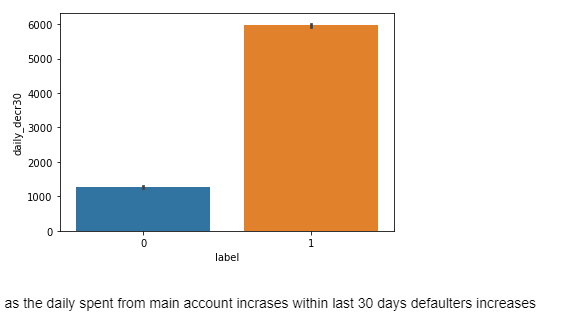 6000
5000
4000
3000
2000
1000
0
daily_decr30
0 1
label
as the daily spent from main account incrases within last 30 days defaulters increases